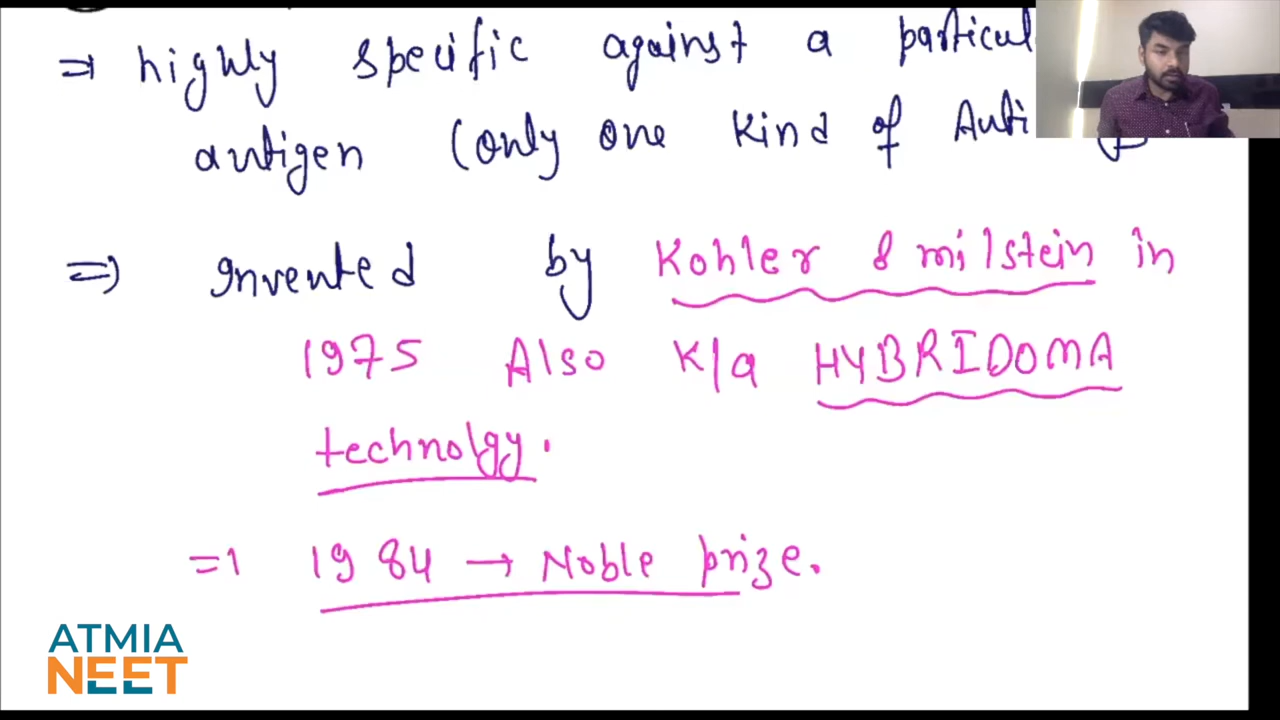 ⇒ highly specific against a particul
antigen (only one kind of Anti
⇒ Invented by Kohler & milstein in
1975 Also K/a HYBRIDOMA
technolgy.
⇒ 1984 → Noble prize.
ATMIA
NEET